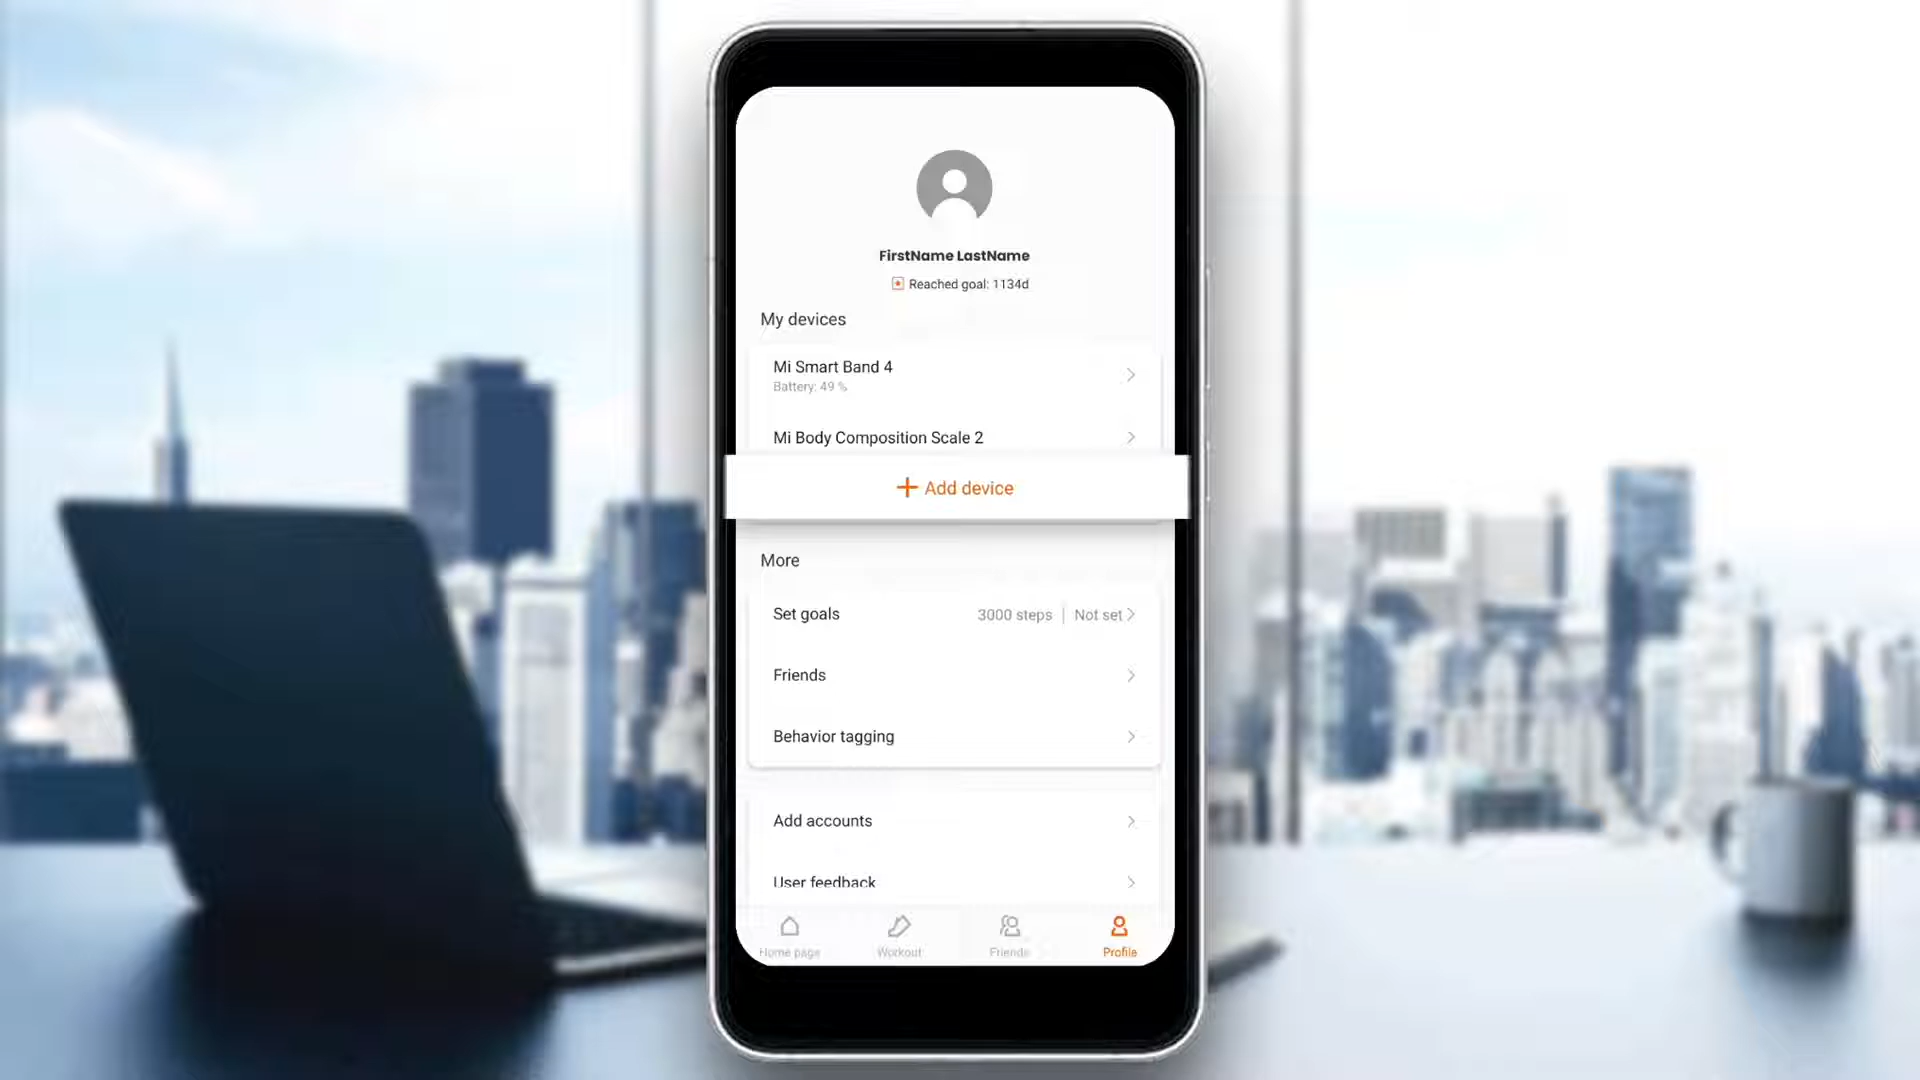 FirstName LastName
Reached goal: 1134d
My devices
Mi Smart Band 4
Battery: 49 %
Mi Body Composition Scale 2
Add device
More
Set goals 3000 steps | Not set
Friends
Behavior tagging
Add accounts
User feedback
Home page Workout Friends Profile